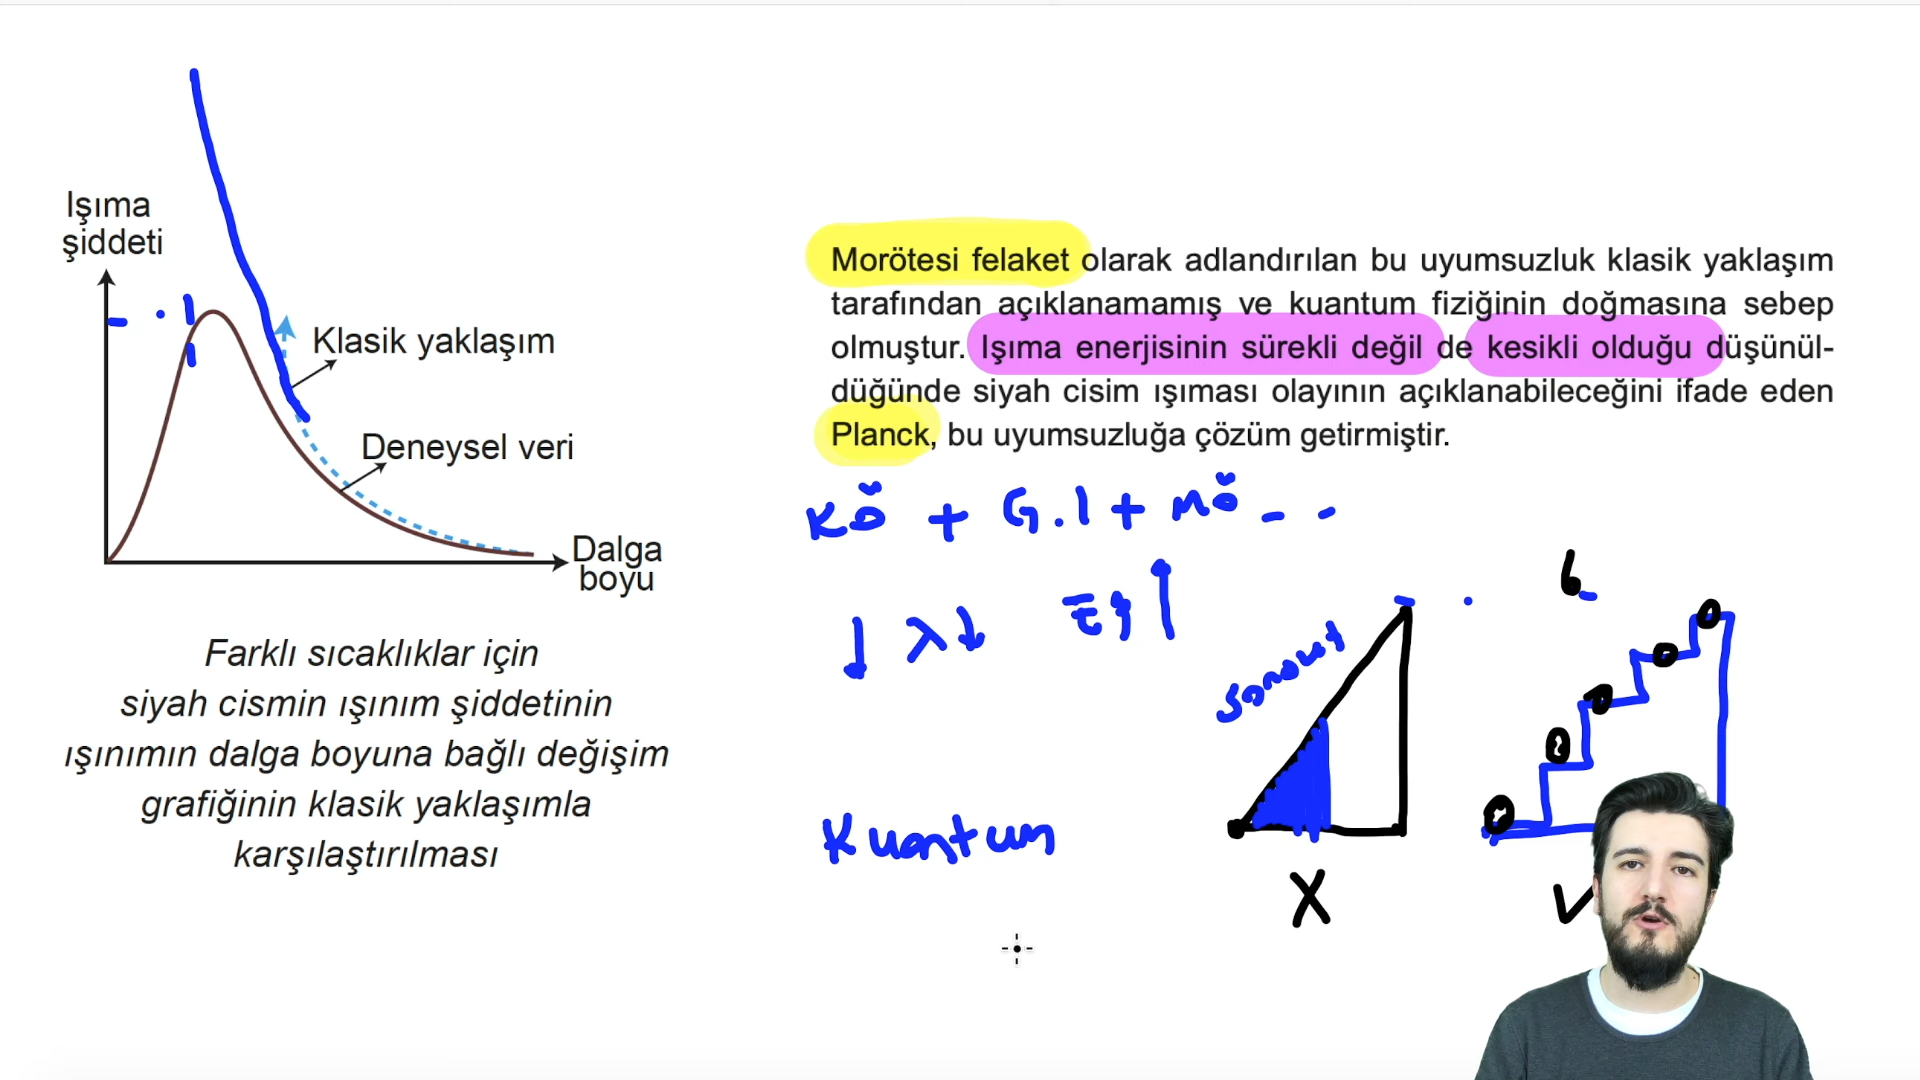 Işıma
şiddeti
Klasik yaklaşım
Deneysel veri
Dalga
boyu
Farklı sıcaklıklar için
siyah cismin ışınım şiddetinin
ışınımın dalga boyuna bağlı değişim
grafiğinin klasik yaklaşımla
karşılaştırılması
Morötesi felaket olarak adlandırılan bu uyumsuzluk klasik yaklaşım
tarafından açıklanamamış ve kuantum fiziğinin doğmasına sebep
olmuştur. Işıma enerjisinin sürekli değil de kesikli olduğu düşünül-
düğünde siyah cisim ışıması olayının açıklanabileceğini ifade eden
Planck, bu uyumsuzluğa çözüm getirmiştir.
KÖ + G.I + MÖ - -
↓ λ↓ ↑
sonsuz
6
Kuantum
X